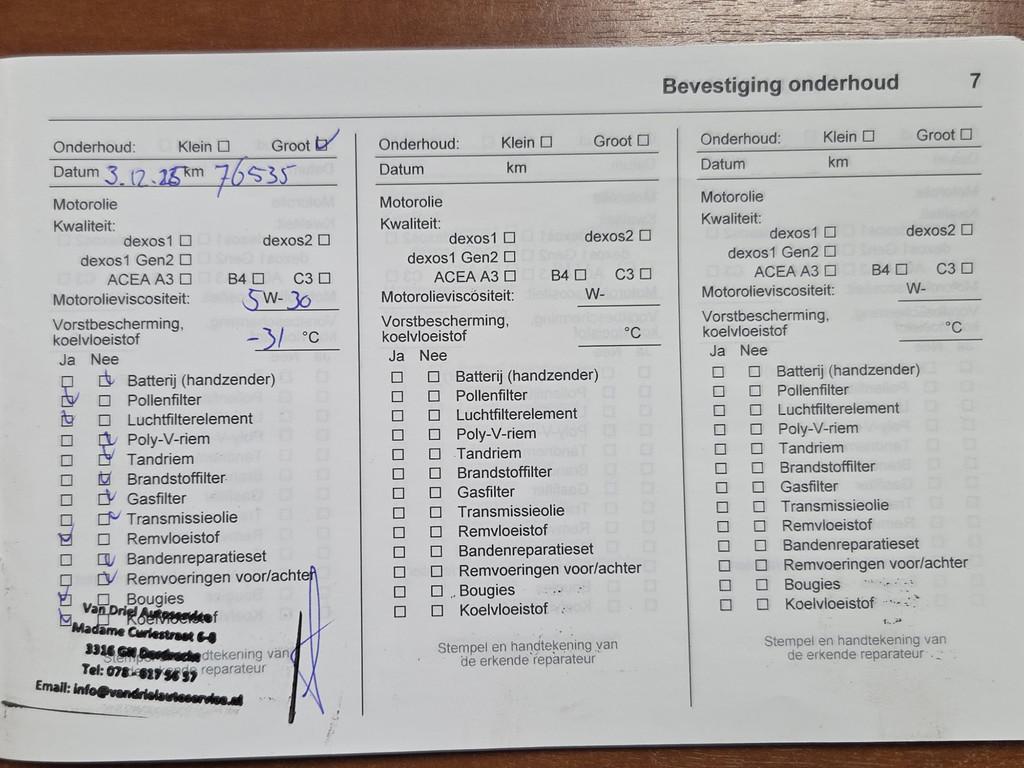 Bevestiging onderhoud 7
Onderhoud: Klein ☐ Groot ☑
Datum 3.12.25 km 76535
Motorolie
Kwaliteit:
dexos1 ☐ dexos2 ☐
dexos1 Gen2 ☐
ACEA A3 ☐ B4 ☐ C3 ☐
Motorolieviscositeit: 5 W- 30
Vorstbescherming,
koelvloeistof -31 °C
Ja Nee
☐ ☑ Batterij (handzender)
☑ ☐ Pollenfilter
☑ ☐ Luchtfilterelement
☐ ☑ Poly-V-riem
☐ ☑ Tandriem
☐ ☑ Brandstoffilter
☐ ☑ Gasfilter
☐ ☑ Transmissieolie
☑ ☐ Remvloeistof
☐ ☑ Bandenreparatieset
☐ ☑ Remvoeringen voor/achter
☑ ☐ Bougies
☑ ☐ Koelvloeistof
Van Driel Autoservice
Madame Curiestraat 6-8
3316 GN Dordrecht
Tel: 078 - 617 56 57
Email: info@vandrielautoservice.nl
dtekening van
reparateur
Onderhoud: Klein ☐ Groot ☐
Datum km
Motorolie
Kwaliteit:
dexos1 ☐ dexos2 ☐
dexos1 Gen2 ☐
ACEA A3 ☐ B4 ☐ C3 ☐
Motorolieviscositeit: W-
Vorstbescherming,
koelvloeistof °C
Ja Nee
☐ ☐ Batterij (handzender)
☐ ☐ Pollenfilter
☐ ☐ Luchtfilterelement
☐ ☐ Poly-V-riem
☐ ☐ Tandriem
☐ ☐ Brandstoffilter
☐ ☐ Gasfilter
☐ ☐ Transmissieolie
☐ ☐ Remvloeistof
☐ ☐ Bandenreparatieset
☐ ☐ Remvoeringen voor/achter
☐ ☐ Bougies
☐ ☐ Koelvloeistof
Stempel en handtekening van
de erkende reparateur
Onderhoud: Klein ☐ Groot ☐
Datum km
Motorolie
Kwaliteit:
dexos1 ☐ dexos2 ☐
dexos1 Gen2 ☐
ACEA A3 ☐ B4 ☐ C3 ☐
Motorolieviscositeit: W-
Vorstbescherming,
koelvloeistof °C
Ja Nee
☐ ☐ Batterij (handzender)
☐ ☐ Pollenfilter
☐ ☐ Luchtfilterelement
☐ ☐ Poly-V-riem
☐ ☐ Tandriem
☐ ☐ Brandstoffilter
☐ ☐ Gasfilter
☐ ☐ Transmissieolie
☐ ☐ Remvloeistof
☐ ☐ Bandenreparatieset
☐ ☐ Remvoeringen voor/achter
☐ ☐ Bougies
☐ ☐ Koelvloeistof
Stempel en handtekening van
de erkende reparateur